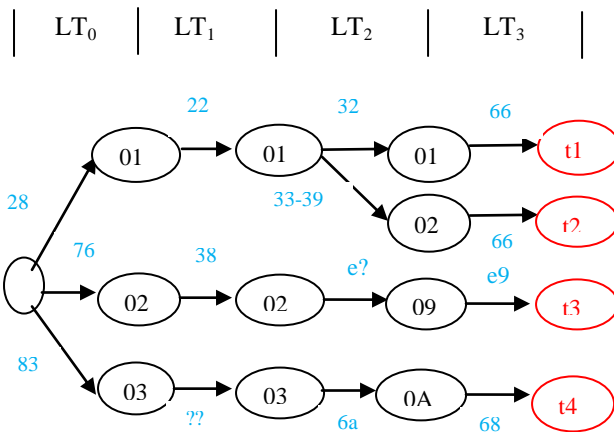 LT₀ LT₁ LT₂ LT₃
22 32 66
01 01 01 t1
28 33-39
02 t2
76 38 e? 66 e9
02 02 09 t3
83
03 03 0A t4
?? 6a 68